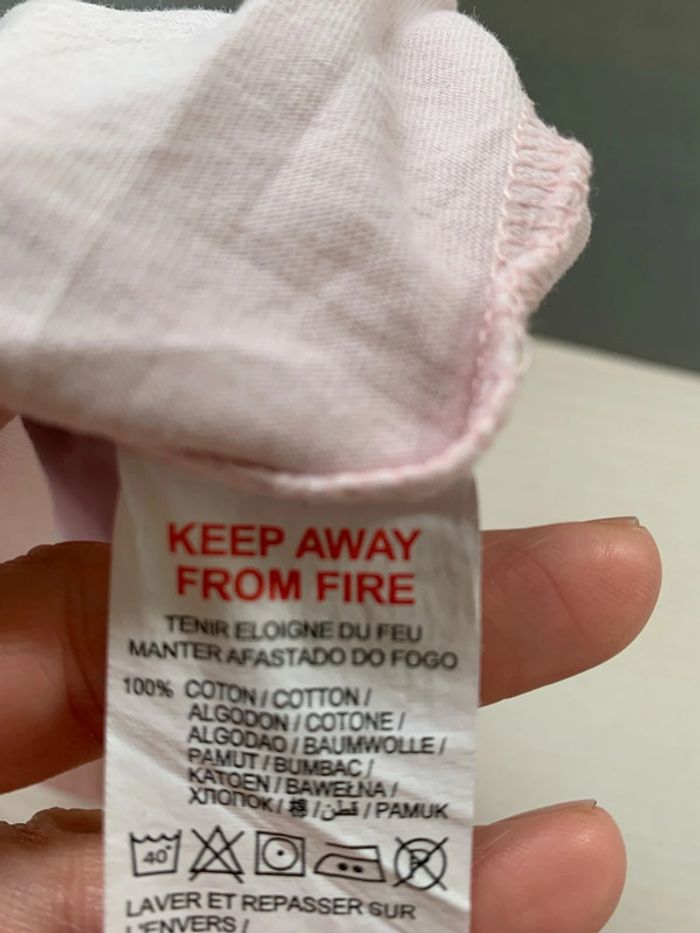 KEEP AWAY
FROM FIRE
TENIR ELOIGNE DU FEU
MANTER AFASTADO DO FOGO
100% COTON / COTTON /
ALGODON / COTONE /
ALGODAO / BAUMWOLLE /
PAMUT / BUMBAC /
KATOEN / BAWEŁNA /
ХЛОПОК / 棉 / قطن / PAMUK
40°
LAVER ET REPASSER SUR
L'ENVERS /